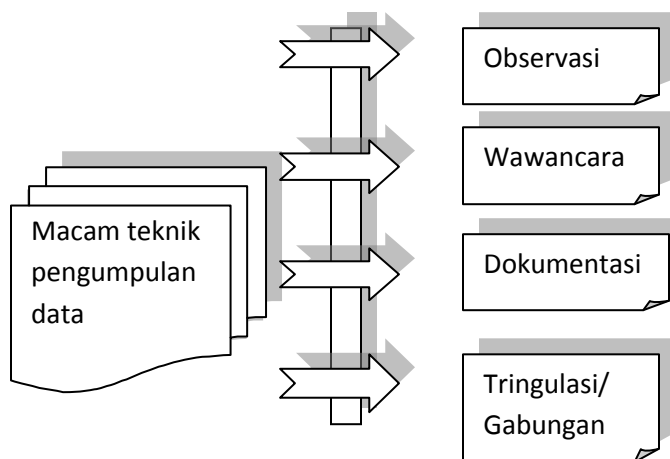 Observasi
Wawancara
Macam teknik
pengumpulan
data
Dokumentasi
Tringulasi/
Gabungan